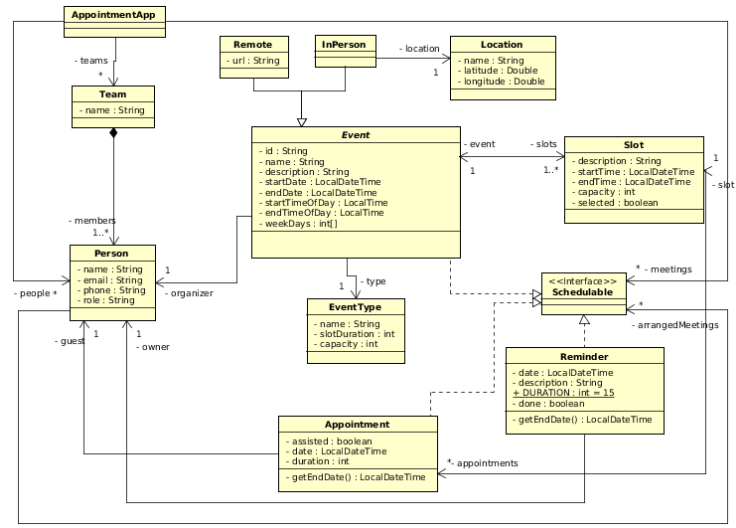 AppointmentApp
- teams
*
Team
- name : String
Remote
- url : String
InPerson
- location
1
Location
- name : String
- latitude : Double
- longitude : Double
Event
- id : String
- name : String
- description : String
- startDate : LocalDateTime
- endDate : LocalDateTime
- startTimeOfDay : LocalTime
- endTimeOfDay : LocalTime
- weekDays : int[]
- event
1
- slots
1..*
Slot
- description : String
- startTime : LocalDateTime
- endTime : LocalDateTime
- capacity : int
- selected : boolean
1
- slot
- members
1..*
Person
- name : String
- email : String
- phone : String
- role : String
- people *
1
- organizer
- type
1
EventType
- name : String
- slotDuration : int
- capacity : int
* - meetings
<<Interface>>
Schedulable
*
- arrangedMeetings
- guest
1
1
- owner
Reminder
- date : LocalDateTime
- description : String
+ DURATION : int = 15
- done : boolean
- getEndDate() : LocalDateTime
Appointment
- assisted : boolean
- date : LocalDateTime
- duration : int
- getEndDate() : LocalDateTime
*- appointments